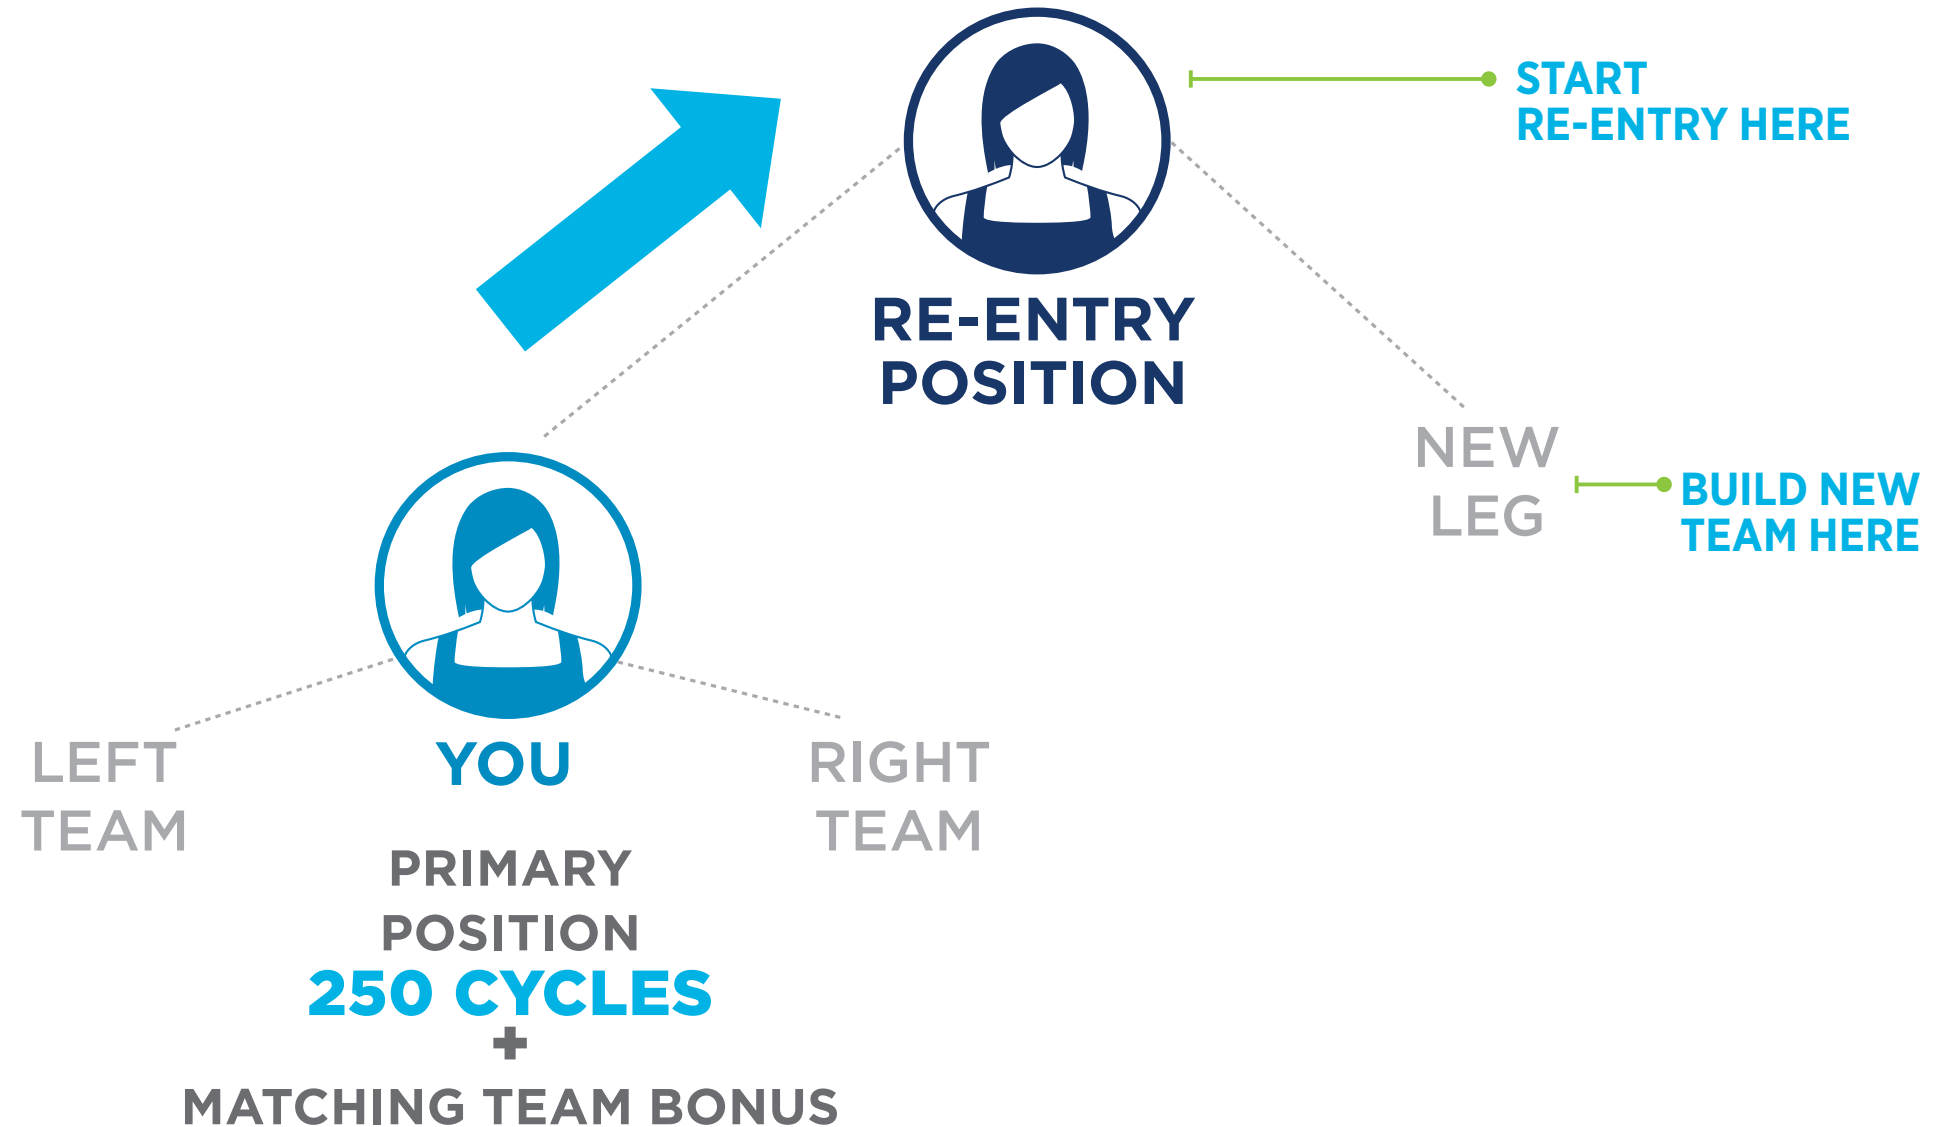 START
RE-ENTRY HERE
RE-ENTRY
POSITION
NEW
LEG
BUILD NEW
TEAM HERE
LEFT
TEAM
YOU
RIGHT
TEAM
PRIMARY
POSITION
250 CYCLES
+
MATCHING TEAM BONUS